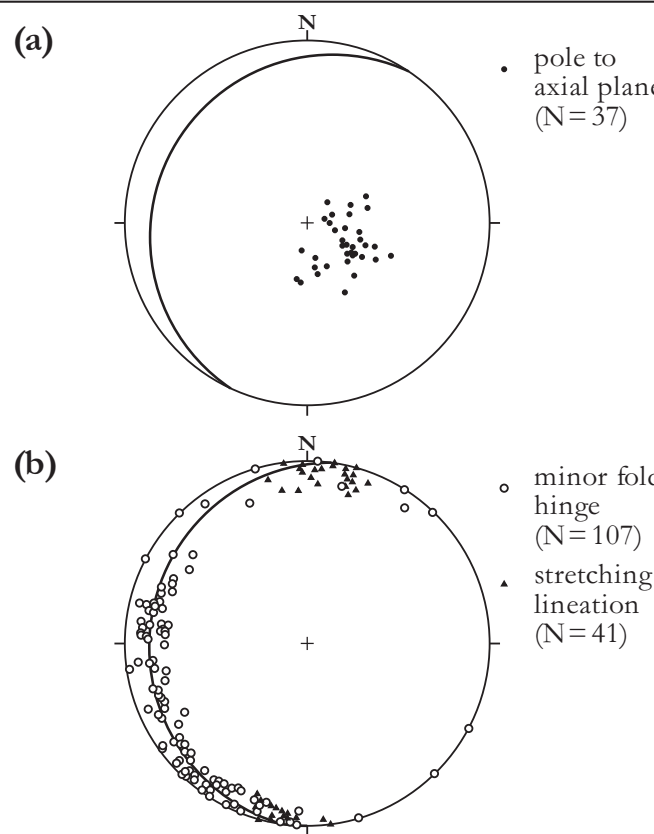 (a)
N
pole to
axial plane
(N=37)
(b)
N
minor fold
hinge
(N=107)
stretching
lineation
(N=41)